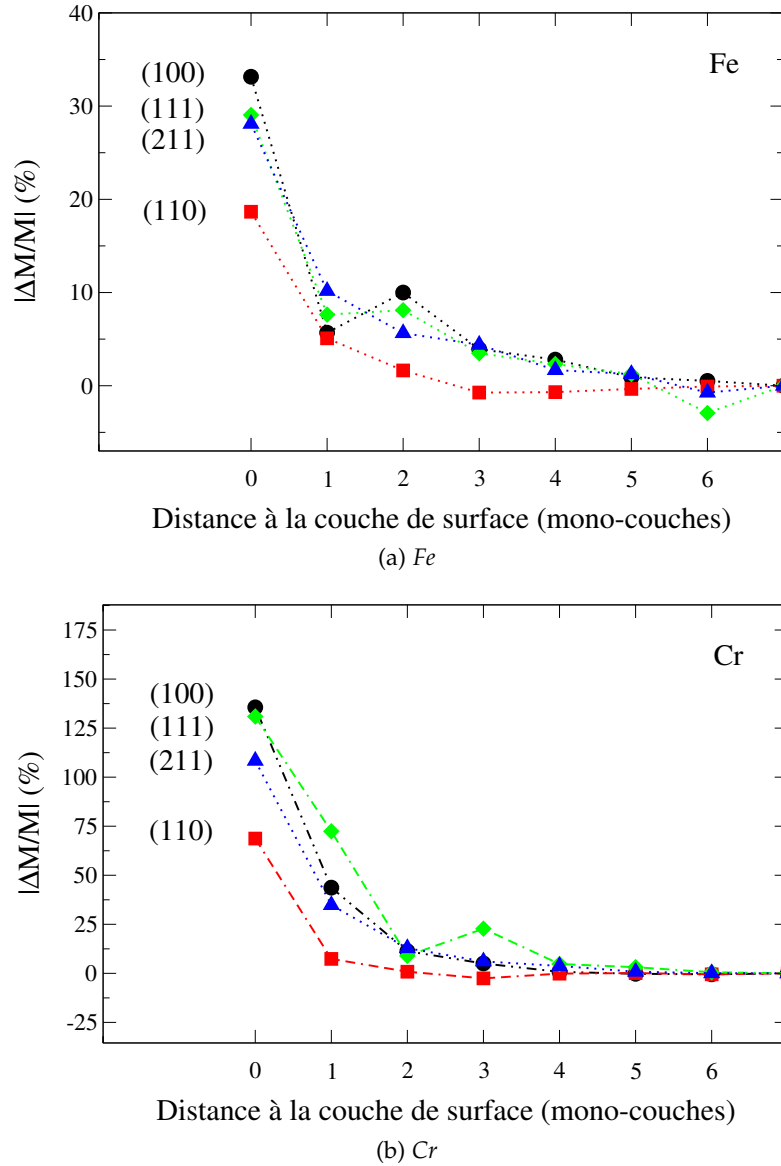 40
30
20
10
0
|ΔM/M| (%)
Fe
(100)
(111)
(211)
(110)
0 1 2 3 4 5 6
Distance à la couche de surface (mono-couches)
(a) Fe
175
150
125
100
75
50
25
0
-25
|ΔM/M| (%)
Cr
(100)
(111)
(211)
(110)
0 1 2 3 4 5 6
Distance à la couche de surface (mono-couches)
(b) Cr